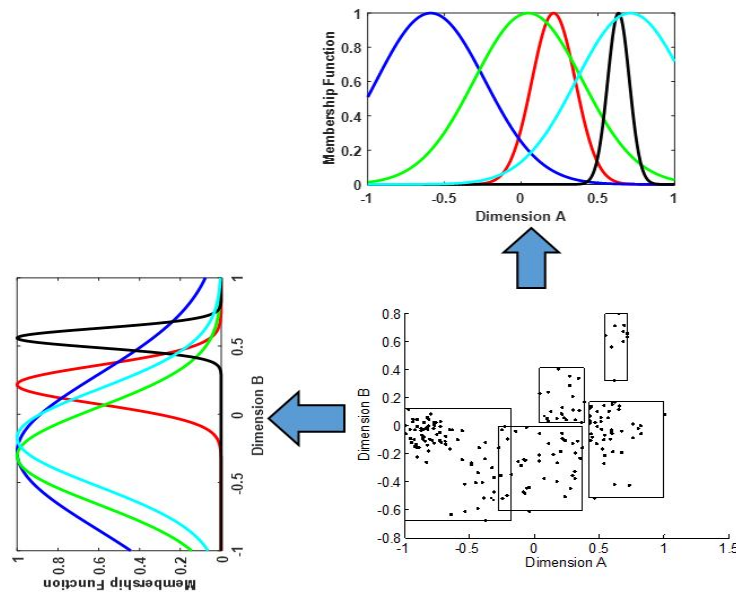 Membership Function
1
0.8
0.6
0.4
0.2
0
-1 -0.5 0 0.5 1
Dimension A
1
0.5
0
-0.5
-1
Dimension B
1 0.8 0.6 0.4 0.2 0
Membership Function
Dimension B
0.8
0.6
0.4
0.2
0
-0.2
-0.4
-0.6
-0.8
-1 -0.5 0 0.5 1 1.5
Dimension A